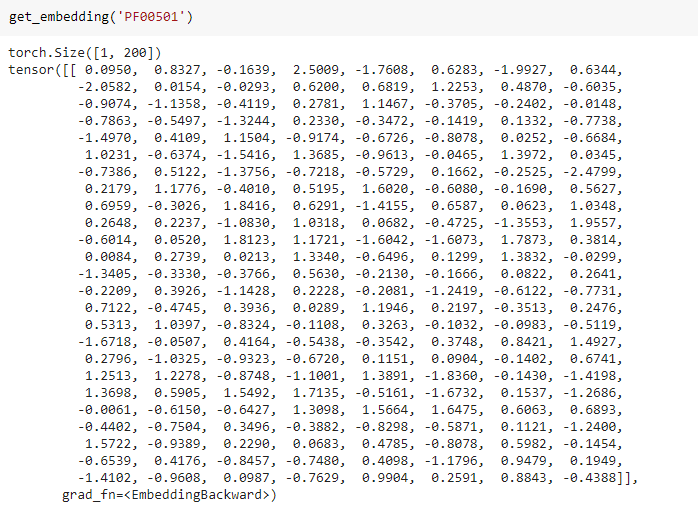 get_embedding('PF00501')
torch.Size([1, 200])
tensor([[ 0.0950,  0.8327, -0.1639,  2.5009, -1.7608,  0.6283, -1.9927,  0.6344,
-2.0582,  0.0154, -0.0293,  0.6200,  0.6819,  1.2253,  0.4870, -0.6035,
-0.9074, -1.1358, -0.4119,  0.2781,  1.1467, -0.3705, -0.2402, -0.0148,
-0.7863, -0.5497, -1.3244,  0.2330, -0.3472, -0.1419,  0.1332, -0.7738,
-1.4970,  0.4109,  1.1504, -0.9174, -0.6726, -0.8078,  0.0252, -0.6684,
1.0231, -0.6374, -1.5416,  1.3685, -0.9613, -0.0465,  1.3972,  0.0345,
-0.7386,  0.5122, -1.3756, -0.7218, -0.5729,  0.1662, -0.2525, -2.4799,
0.2179,  1.1776, -0.4010,  0.5195,  1.6020, -0.6080, -0.1690,  0.5627,
0.6959, -0.3026,  1.8416,  0.6291, -1.4155,  0.6587,  0.0623,  1.0348,
0.2648,  0.2237, -1.0830,  1.0318,  0.0682, -0.4725, -1.3553,  1.9557,
-0.6014,  0.0520,  1.8123,  1.1721, -1.6042, -1.6073,  1.7873,  0.3814,
0.0084,  0.2739,  0.0213,  1.3340, -0.6496,  0.1299,  1.3832, -0.0299,
-1.3405, -0.3330, -0.3766,  0.5630, -0.2130, -0.1666,  0.0822,  0.2641,
-0.2209,  0.3926, -1.1428,  0.2228, -0.2081, -1.2419, -0.6122, -0.7731,
0.7122, -0.4745,  0.3936,  0.0289,  1.1946,  0.2197, -0.3513,  0.2476,
0.5313,  1.0397, -0.8324, -0.1108,  0.3263, -0.1032, -0.0983, -0.5119,
-1.6718, -0.0507,  0.4164, -0.5438, -0.3542,  0.3748,  0.8421,  1.4927,
0.2796, -1.0325, -0.9323, -0.6720,  0.1151,  0.0904, -0.1402,  0.6741,
1.2513,  1.2278, -0.8748, -1.1001,  1.3891, -1.8360, -0.1430, -1.4198,
1.3698,  0.5905,  1.5492,  1.7135, -0.5161, -1.6732,  0.1537, -1.2686,
-0.0061, -0.6150, -0.6427,  1.3098,  1.5664,  1.6475,  0.6063,  0.6893,
-0.4402, -0.7504,  0.3496, -0.3882, -0.8298, -0.5871,  0.1121, -1.2400,
1.5722, -0.9389,  0.2290,  0.0683,  0.4785, -0.8078,  0.5982, -0.1454,
-0.6539,  0.4176, -0.8457, -0.7480,  0.4098, -1.1796,  0.9479,  0.1949,
-1.4102, -0.9608,  0.0987, -0.7629,  0.9904,  0.2591,  0.8843, -0.4388]],
grad_fn=<EmbeddingBackward>)